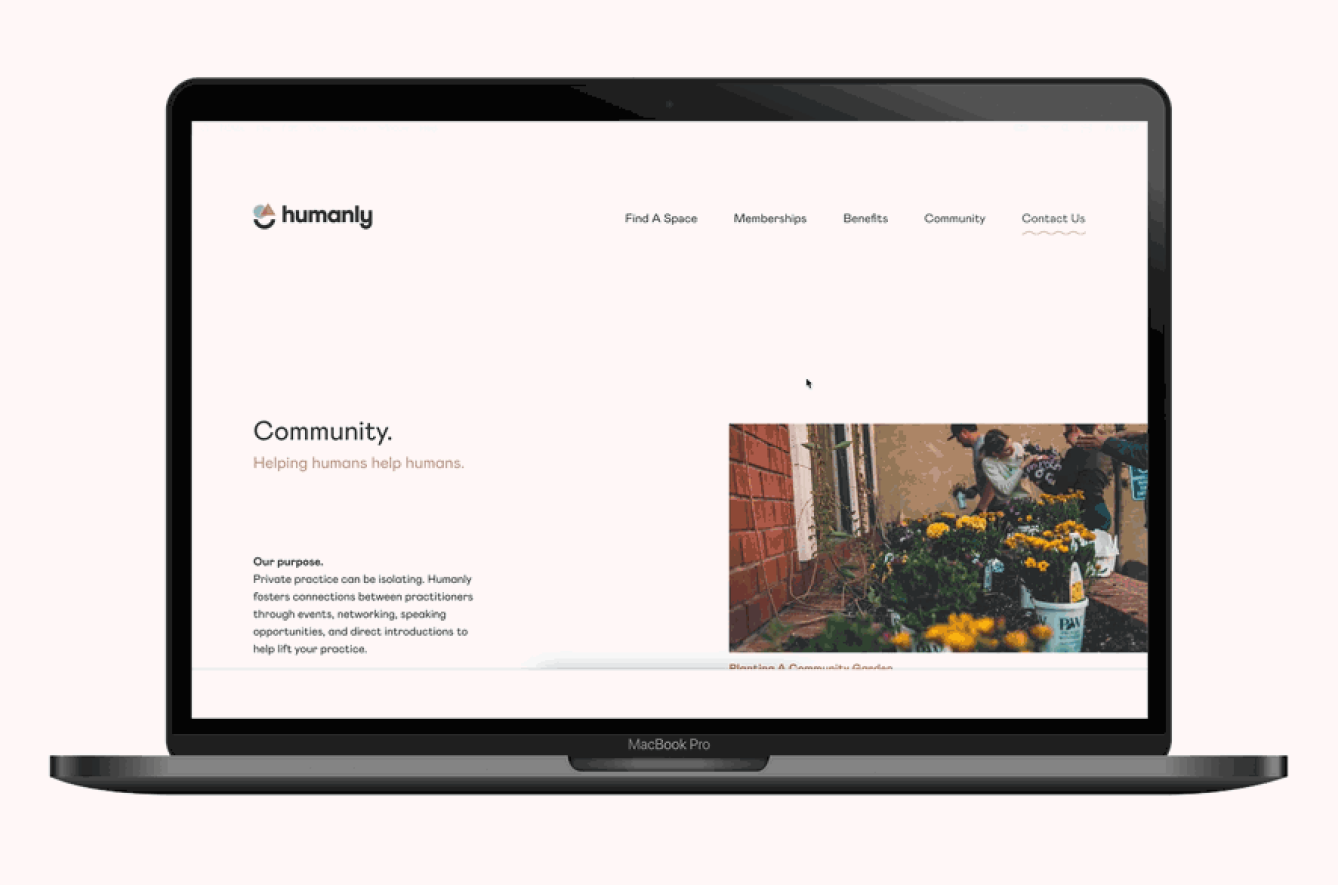 humanly
Find A Space
Memberships
Benefits
Community
Contact Us
Community.
Helping humans help humans.
Our purpose.
Private practice can be isolating. Humanly
fosters connections between practitioners
through events, networking, speaking
opportunities, and direct introductions to
help lift your practice.
Planting A Community Garden
MacBook Pro